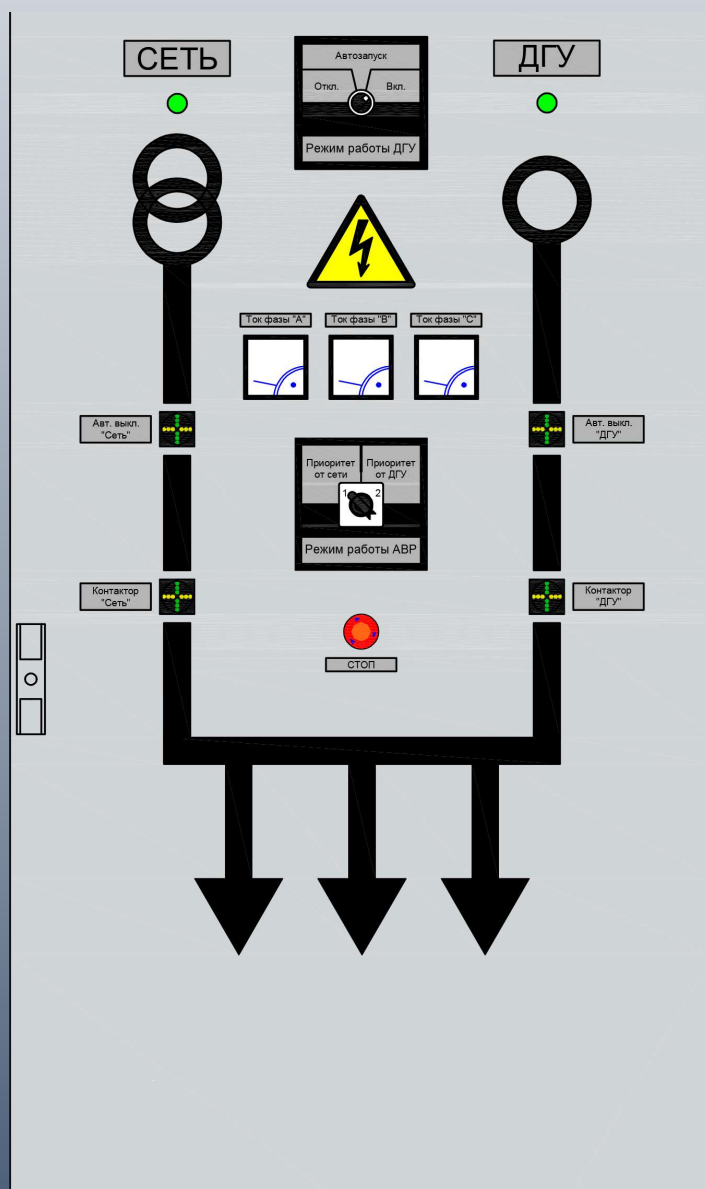 СЕТЬ
ДГУ
Автозапуск
Откл.
Вкл.
Режим работы ДГУ
Ток фазы "А"
Ток фазы "В"
Ток фазы "С"
Авт. выкл.
"Сеть"
Авт. выкл.
"ДГУ"
Приоритет
от сети
Приоритет
от ДГУ
1
2
Режим работы АВР
Контактор
"Сеть"
Контактор
"ДГУ"
СТОП